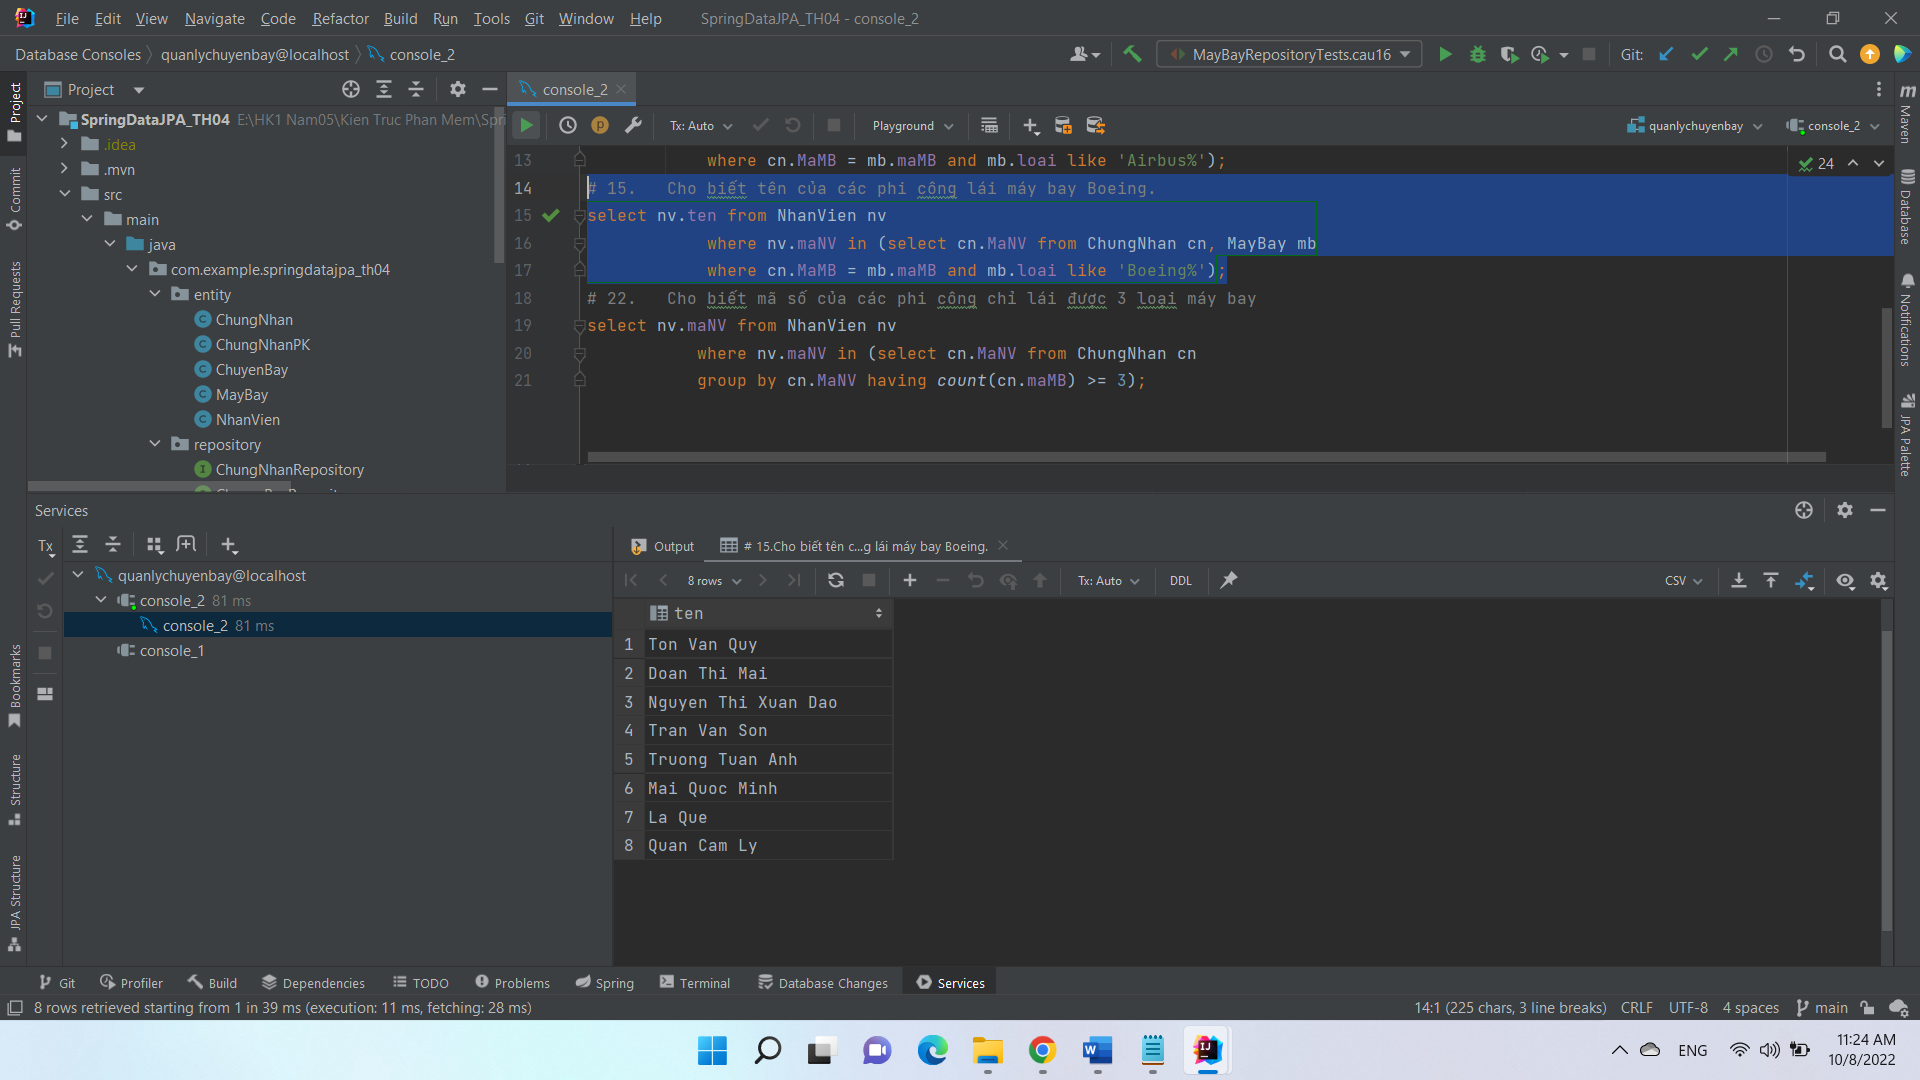 File Edit View Navigate Code Refactor Build Run Tools Git Window Help SpringDataJPA_TH04 - console_2
Database Consoles quanlychuyenbay@localhost console_2 MayBayRepositoryTests.cau16 Git:
Project console_2
SpringDataJPA_TH04 E:\HK1 Nam05\Kien Truc Phan Mem\Spri
.idea
.mvn
src
main
java
com.example.springdatajpa_th04
entity
ChungNhan
ChungNhanPK
ChuyenBay
MayBay
NhanVien
repository
ChungNhanRepository
Tx: Auto Playground quanlychuyenbay console_2
24
13 where cn.MaMB = mb.maMB and mb.loai like 'Airbus%');
14 # 15. Cho biết tên của các phi công lái máy bay Boeing.
15 select nv.ten from NhanVien nv
16 where nv.maNV in (select cn.MaNV from ChungNhan cn, MayBay mb
17 where cn.MaMB = mb.maMB and mb.loai like 'Boeing%');
18 # 22. Cho biết mã số của các phi công chỉ lái được 3 loại máy bay
19 select nv.maNV from NhanVien nv
20 where nv.maNV in (select cn.MaNV from ChungNhan cn
21 group by cn.MaNV having count(cn.maMB) >= 3);
Project
Commit
Pull Requests
Bookmarks
Structure
JPA Structure
Maven
Database
Notifications
JPA Palette
Services
Tx
quanlychuyenbay@localhost
console_2 81 ms
console_2 81 ms
console_1
Output # 15.Cho biết tên c...g lái máy bay Boeing.
8 rows Tx: Auto DDL CSV
ten
1 Ton Van Quy
2 Doan Thi Mai
3 Nguyen Thi Xuan Dao
4 Tran Van Son
5 Truong Tuan Anh
6 Mai Quoc Minh
7 La Que
8 Quan Cam Ly
Git Profiler Build Dependencies TODO Problems Spring Terminal Database Changes Services
8 rows retrieved starting from 1 in 39 ms (execution: 11 ms, fetching: 28 ms) 14:1 (225 chars, 3 line breaks) CRLF UTF-8 4 spaces main
ENG 11:24 AM
10/8/2022